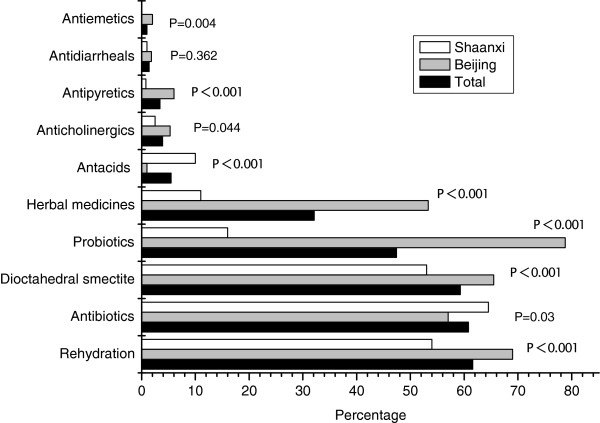 Antiemetics
P=0.004
Antidiarrheals
P=0.362
Antipyretics
P<0.001
Anticholinergics
P=0.044
Antacids
P<0.001
Herbal medicines
P<0.001
Probiotics
P<0.001
Dioctahedral smectite
P<0.001
Antibiotics
P=0.03
Rehydration
P<0.001
Shaanxi
Beijing
Total
0 10 20 30 40 50 60 70 80
Percentage